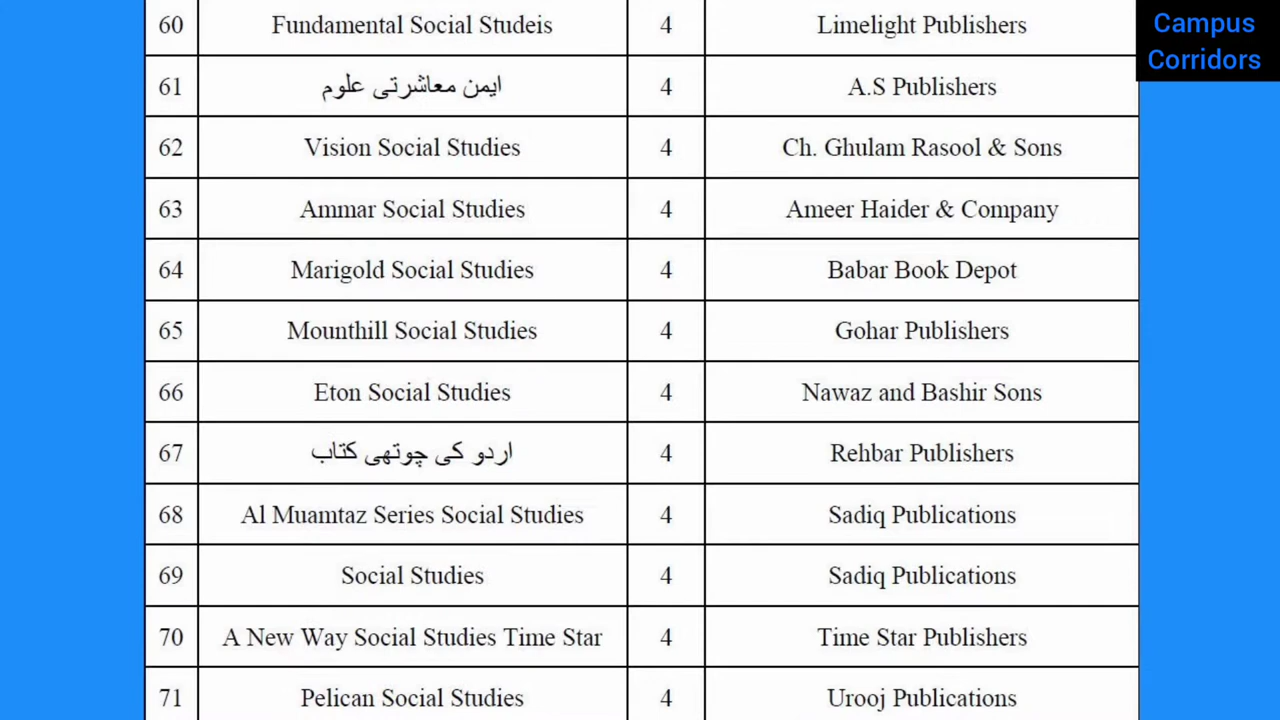 60 Fundamental Social Studeis 4 Limelight Publishers
61 ایمن معاشرتی علوم 4 A.S Publishers
62 Vision Social Studies 4 Ch. Ghulam Rasool & Sons
63 Ammar Social Studies 4 Ameer Haider & Company
64 Marigold Social Studies 4 Babar Book Depot
65 Mounthill Social Studies 4 Gohar Publishers
66 Eton Social Studies 4 Nawaz and Bashir Sons
67 اردو کی چوتھی کتاب 4 Rehbar Publishers
68 Al Muamtaz Series Social Studies 4 Sadiq Publications
69 Social Studies 4 Sadiq Publications
70 A New Way Social Studies Time Star 4 Time Star Publishers
71 Pelican Social Studies 4 Urooj Publications
Campus
Corridors